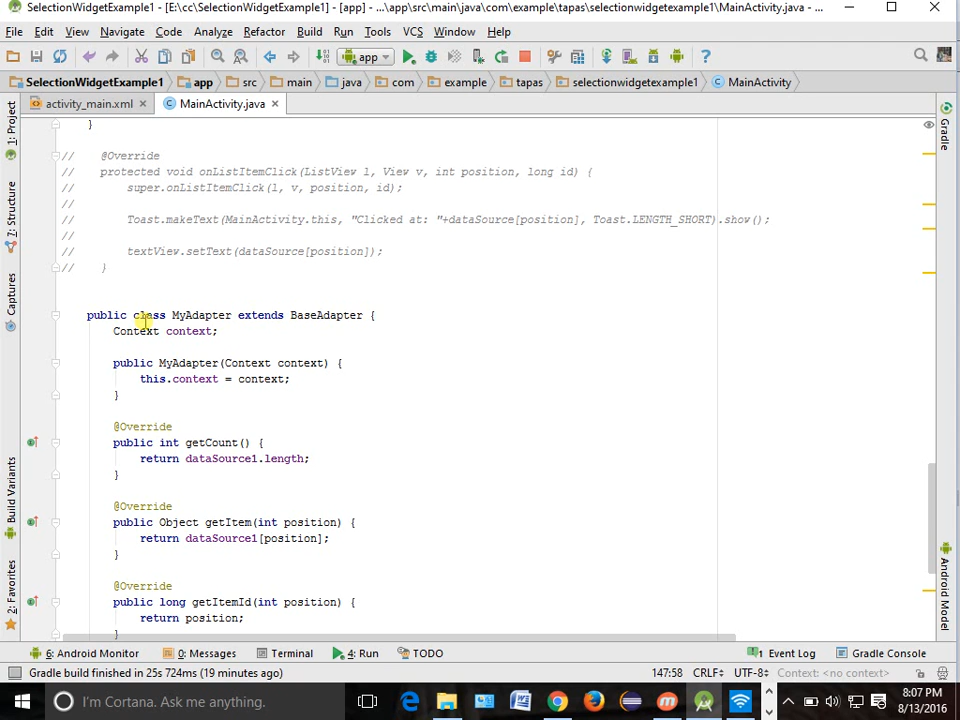 SelectionWidgetExample1 - [E:\cc\SelectionWidgetExample1] - [app] - ...\app\src\main\java\com\example\tapas\selectionwidgetexample1\MainActivity.java - ...
File Edit View Navigate Code Analyze Refactor Build Run Tools VCS Window Help
app
SelectionWidgetExample1 app src main java com example tapas selectionwidgetexample1 MainActivity
activity_main.xml MainActivity.java
1: Project
7: Structure
Captures
Build Variants
2: Favorites
}
// @Override
// protected void onListItemClick(ListView l, View v, int position, long id) {
// super.onListItemClick(l, v, position, id);
//
// Toast.makeText(MainActivity.this, "Clicked at: "+dataSource[position], Toast.LENGTH_SHORT).show();
//
// textView.setText(dataSource[position]);
// }
public class MyAdapter extends BaseAdapter {
Context context;
public MyAdapter(Context context) {
this.context = context;
}
@Override
public int getCount() {
return dataSource1.length;
}
@Override
public Object getItem(int position) {
return dataSource1[position];
}
@Override
public long getItemId(int position) {
return position;
}
Gradle
Android Model
6: Android Monitor 0: Messages Terminal 4: Run TODO 1 Event Log Gradle Console
Gradle build finished in 25s 724ms (19 minutes ago) 147:58 CRLF÷ UTF-8÷ Context: <no context>
I'm Cortana. Ask me anything. 8:07 PM
8/13/2016